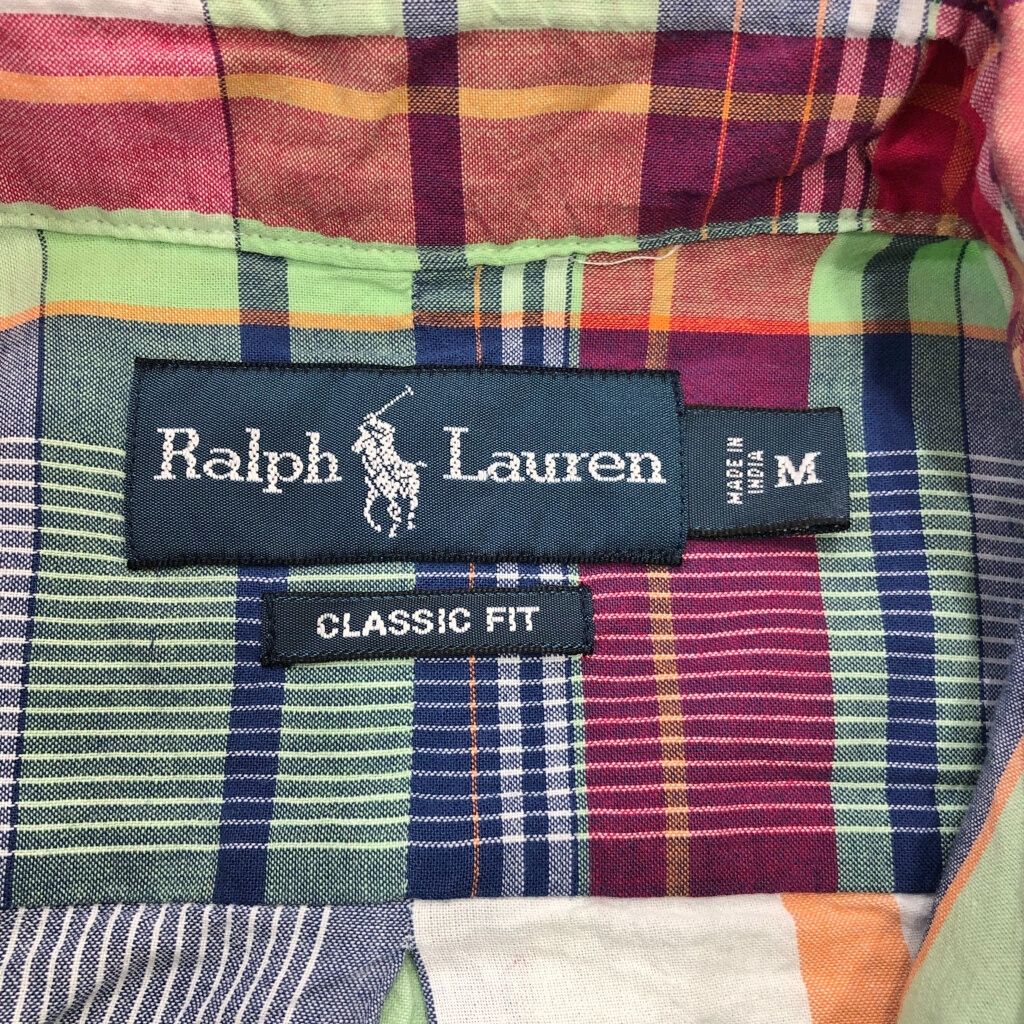 Ralph Lauren
MADE IN
INDIA
M
CLASSIC FIT